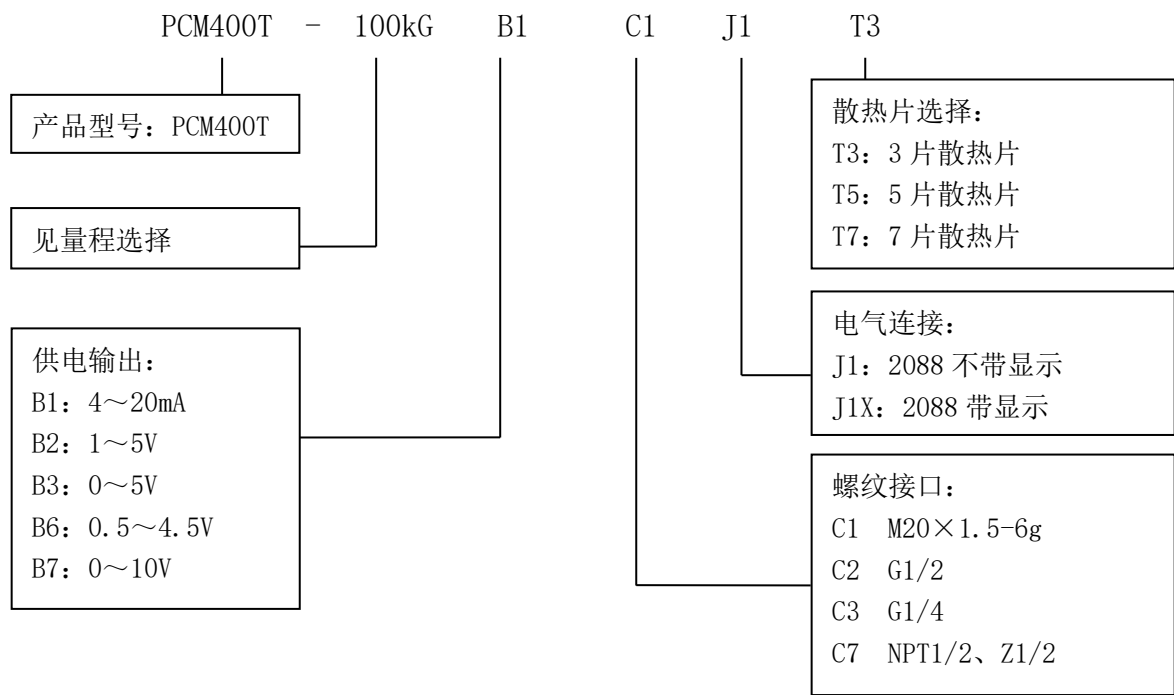 PCM400T - 100kG B1 C1 J1 T3
产品型号：PCM400T
见量程选择
供电输出：
B1：4～20mA
B2：1～5V
B3：0～5V
B6：0.5～4.5V
B7：0～10V
散热片选择：
T3：3 片散热片
T5：5 片散热片
T7：7 片散热片
电气连接：
J1：2088 不带显示
J1X：2088 带显示
螺纹接口：
C1 M20×1.5-6g
C2 G1/2
C3 G1/4
C7 NPT1/2、Z1/2